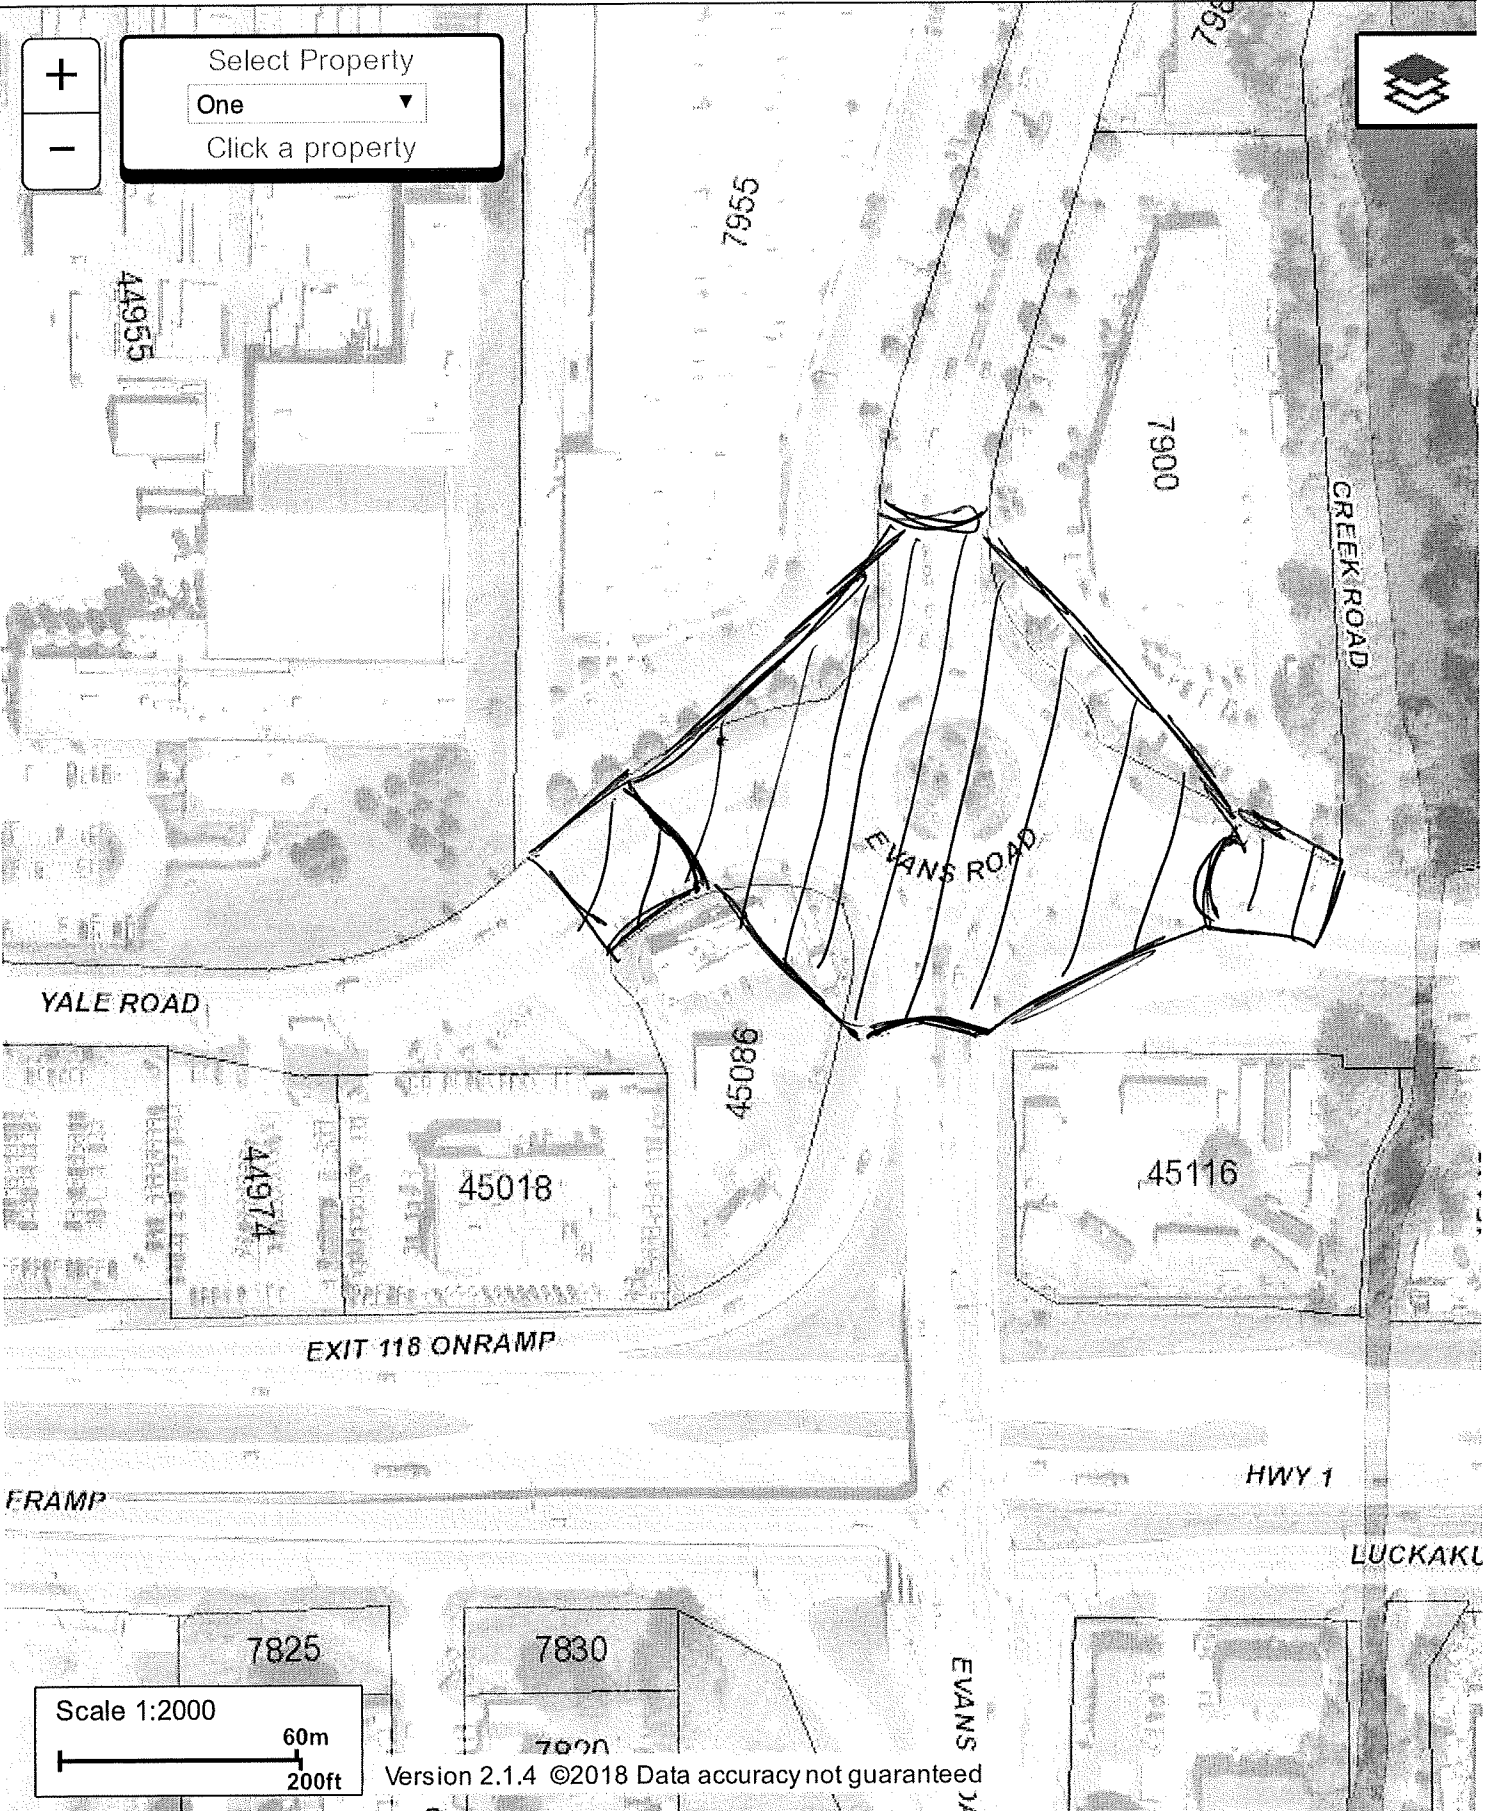 +
−
Select Property
One ▼
Click a property
44955
7955
7900
CREEK ROAD
EVANS ROAD
YALE ROAD
45086
44974
45018
45116
EXIT 118 ONRAMP
HWY 1
FRAMP
LUCKAKU
7825
7830
7820
EVANS
Scale 1:2000
60m
200ft
Version 2.1.4 ©2018 Data accuracy not guaranteed